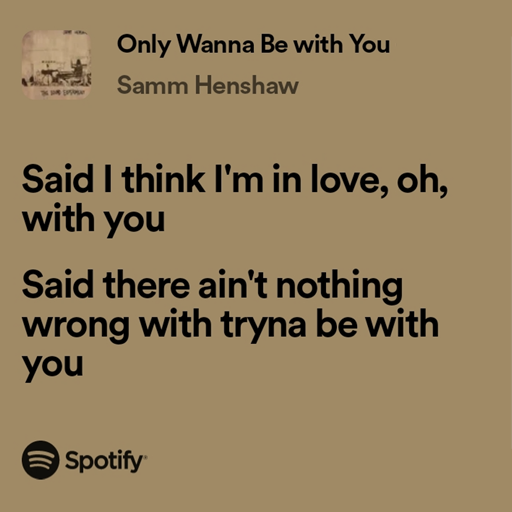 Only Wanna Be with You
Samm Henshaw
Said I think I'm in love, oh,
with you
Said there ain't nothing
wrong with tryna be with
you
Spotify